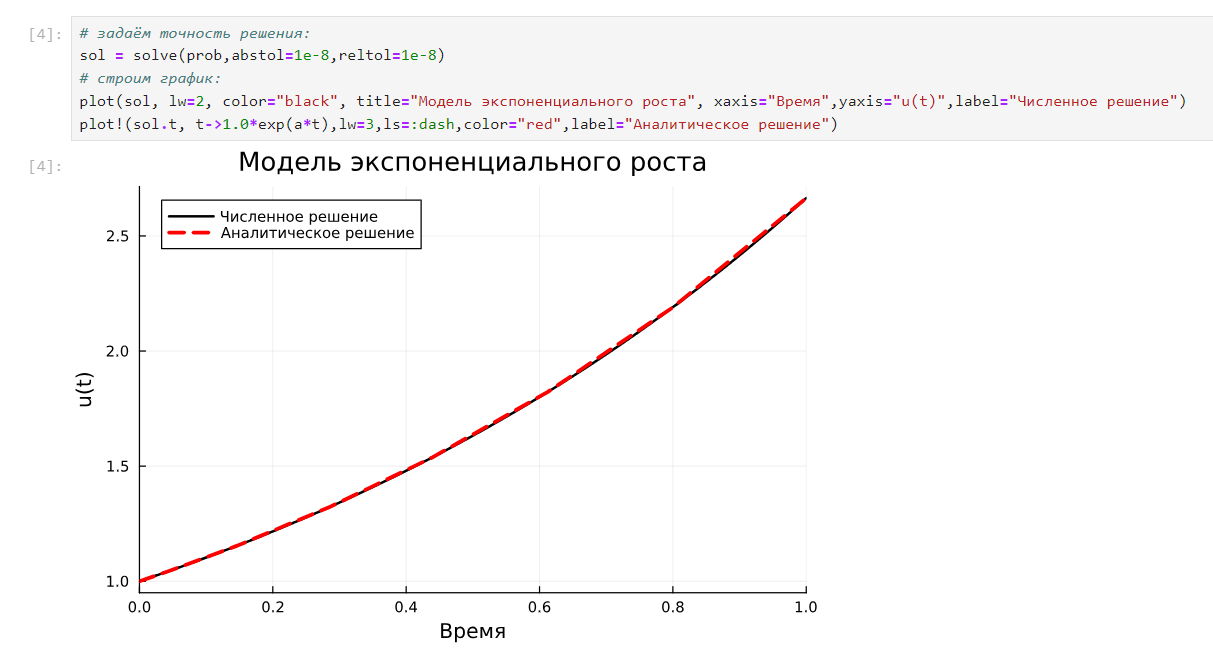 [4]:
# задаём точность решения:
sol = solve(prob,abstol=1e-8,reltol=1e-8)
# строим график:
plot(sol, lw=2, color="black", title="Модель экспоненциального роста", xaxis="Время",yaxis="u(t)",label="Численное решение")
plot!(sol.t, t->1.0*exp(a*t),lw=3,ls=:dash,color="red",label="Аналитическое решение")
[4]:
Модель экспоненциального роста
Численное решение
Аналитическое решение
2.5
2.0
1.5
1.0
u(t)
0.0 0.2 0.4 0.6 0.8 1.0
Время